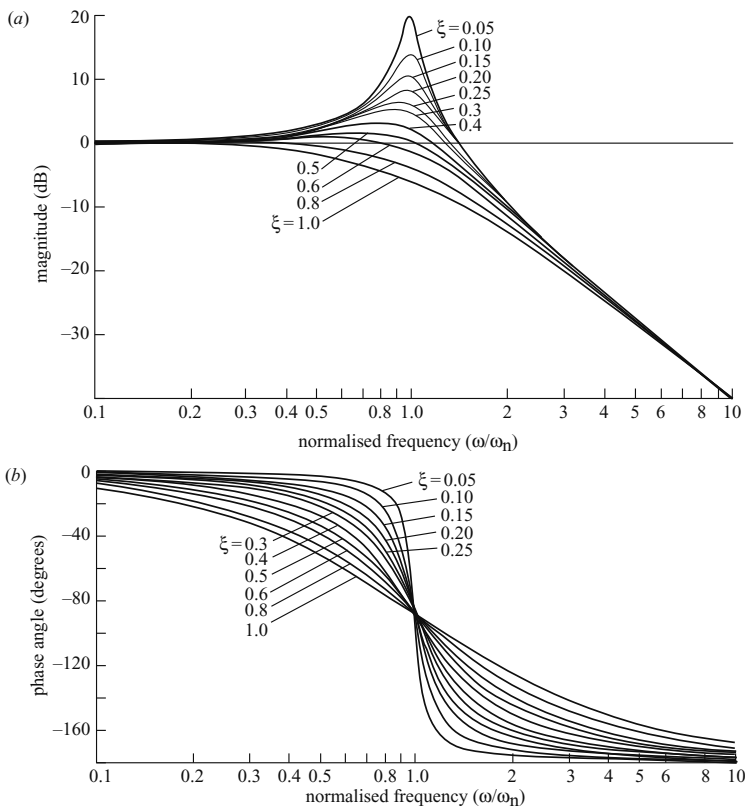 (a)
20
10
0
–10
–20
–30
magnitude (dB)
ξ = 0.05
0.10
0.15
0.20
0.25
0.3
0.4
0.5
0.6
0.8
ξ = 1.0
0.1 0.2 0.3 0.4 0.5 0.8 1.0 2 3 4 5 6 8 10
normalised frequency (ω/ωn)
(b)
0
–40
–80
–120
–160
phase angle (degrees)
ξ = 0.05
0.10
0.15
0.20
0.25
ξ = 0.3
0.4
0.5
0.6
0.8
1.0
0.1 0.2 0.3 0.4 0.5 0.8 1.0 2 3 4 5 6 8 10
normalised frequency (ω/ωn)